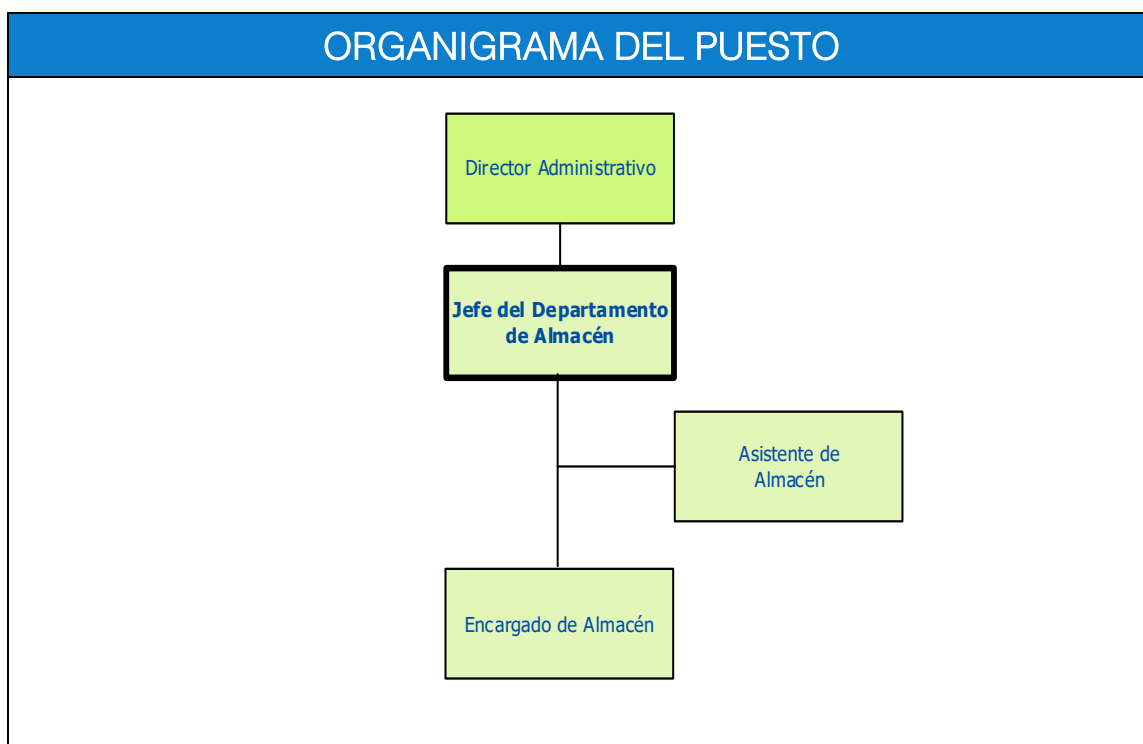 ORGANIGRAMA DEL PUESTO
Director Administrativo
Jefe del Departamento
de Almacén
Asistente de
Almacén
Encargado de Almacén